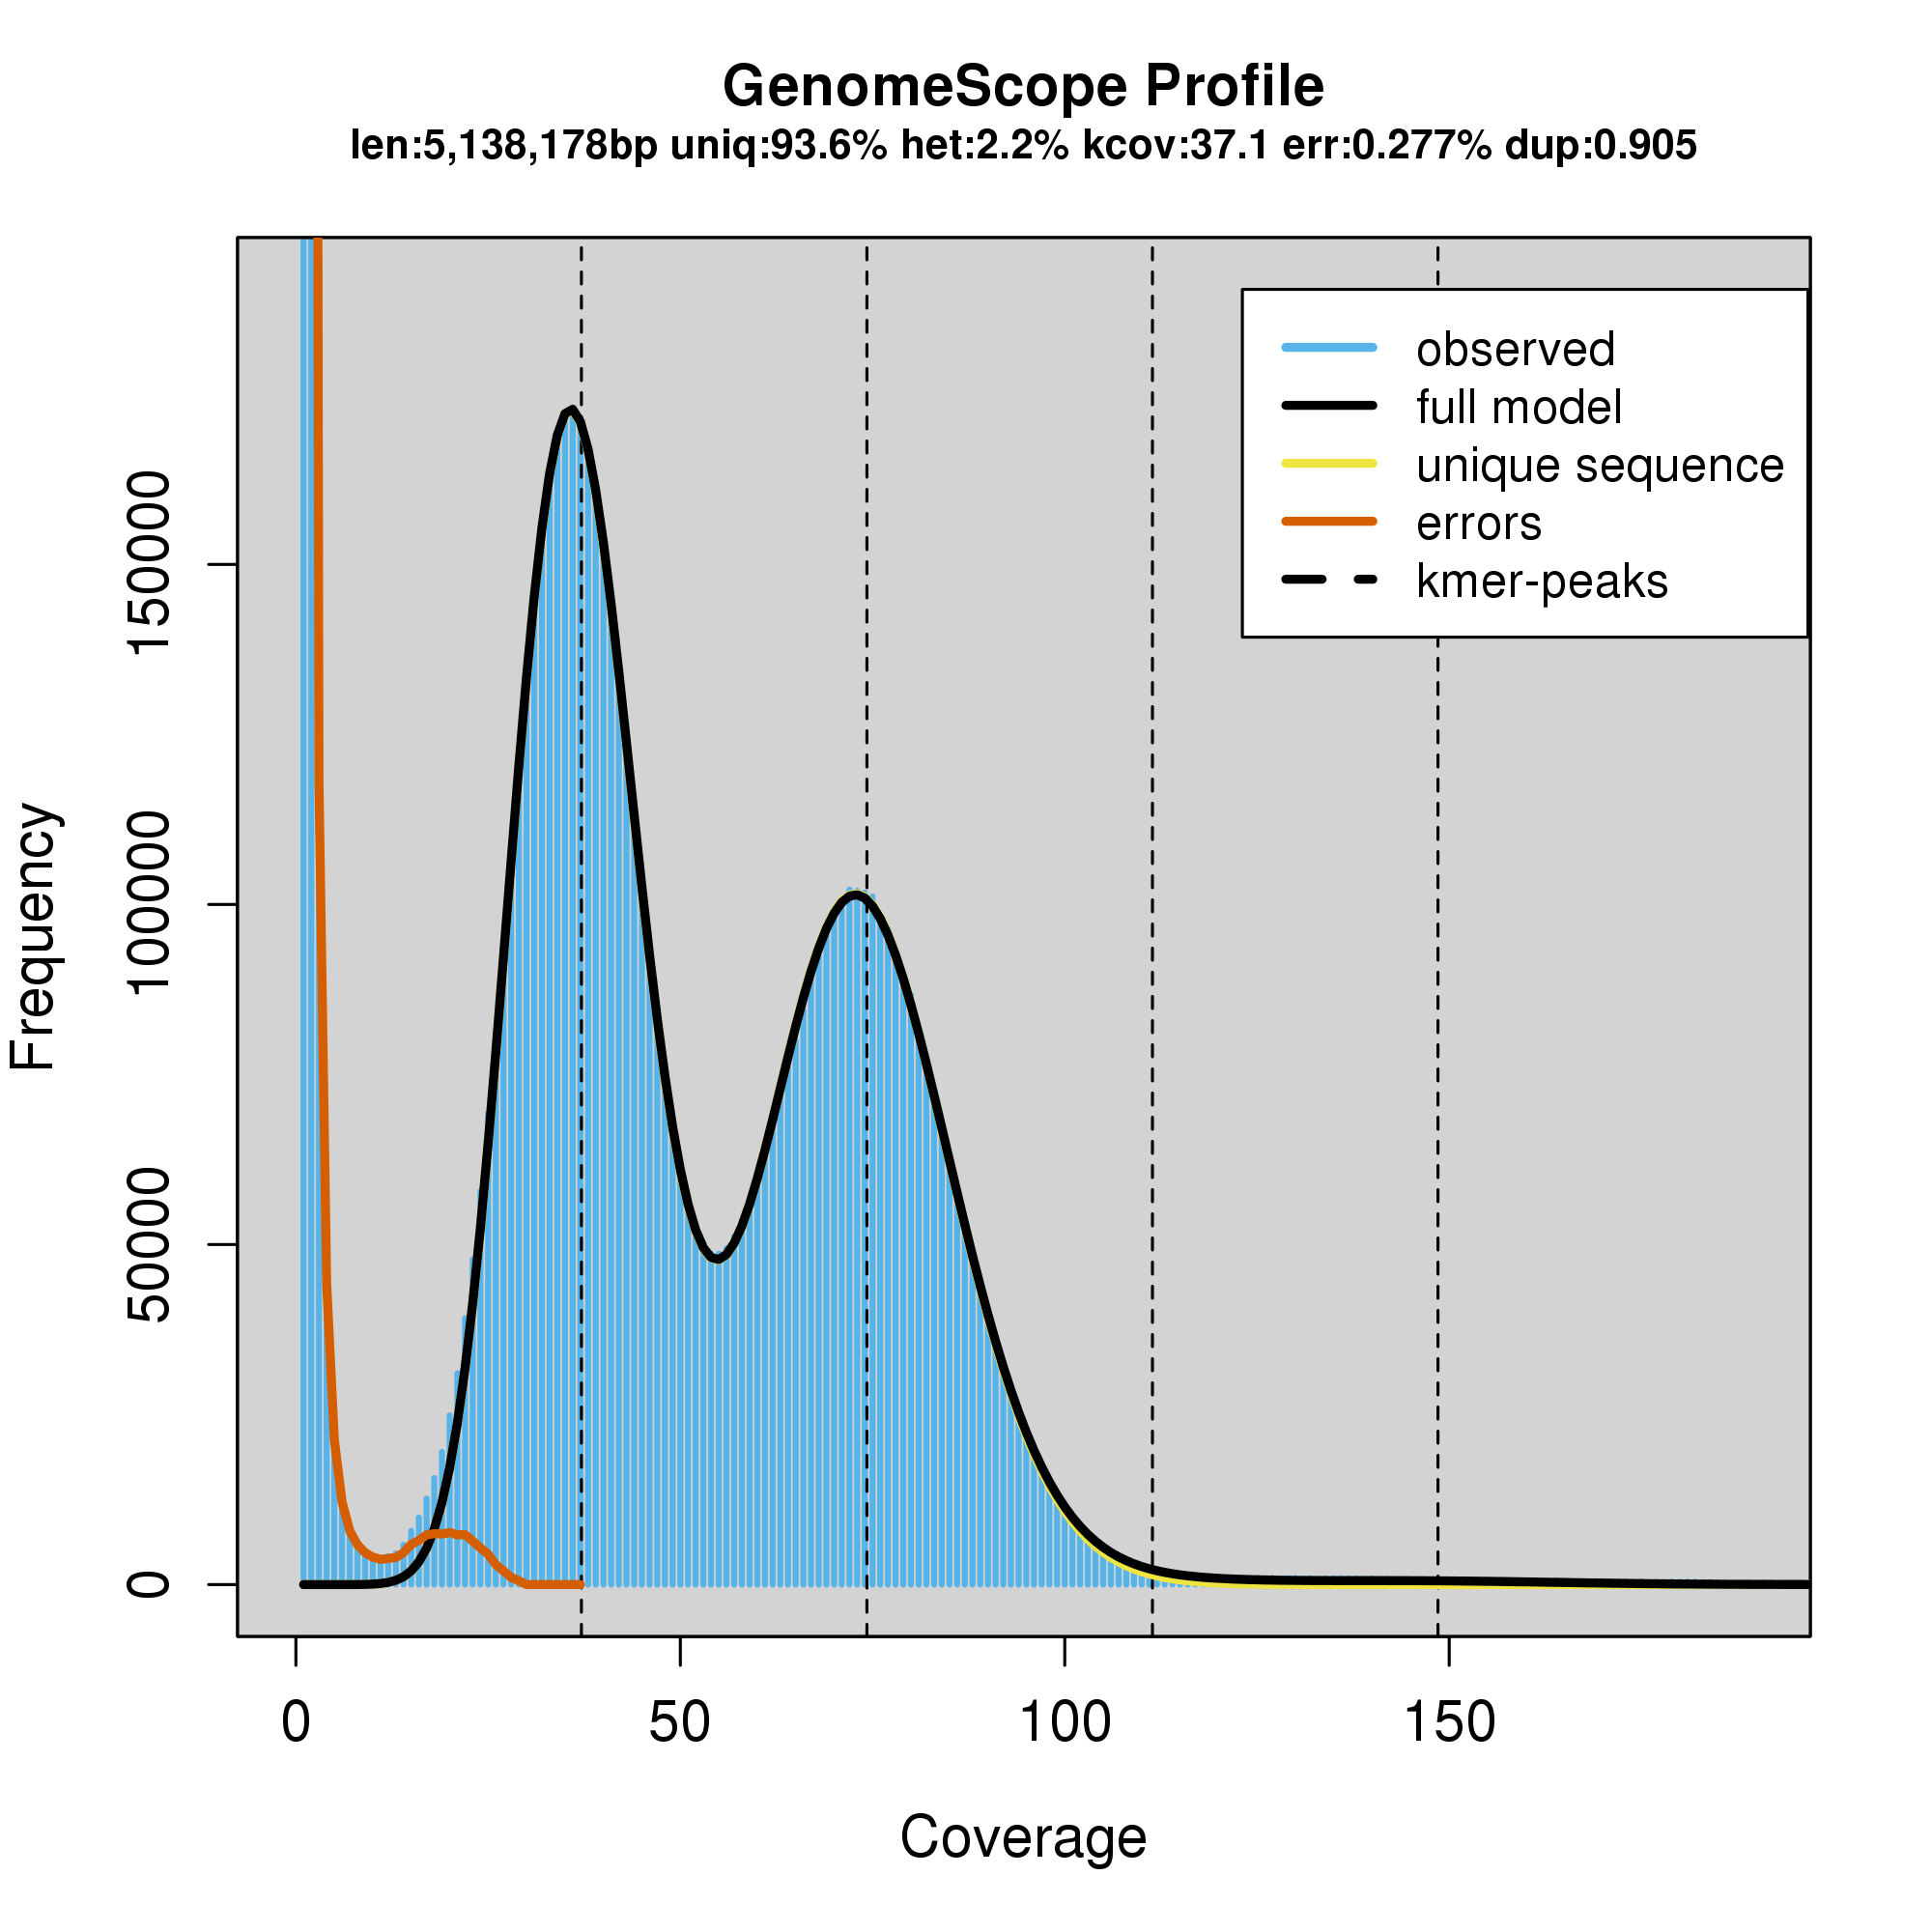 GenomeScope Profile
len:5,138,178bp uniq:93.6% het:2.2% kcov:37.1 err:0.277% dup:0.905
observed
full model
unique sequence
errors
kmer-peaks
Frequency
150000
100000
50000
0
0 50 100 150
Coverage